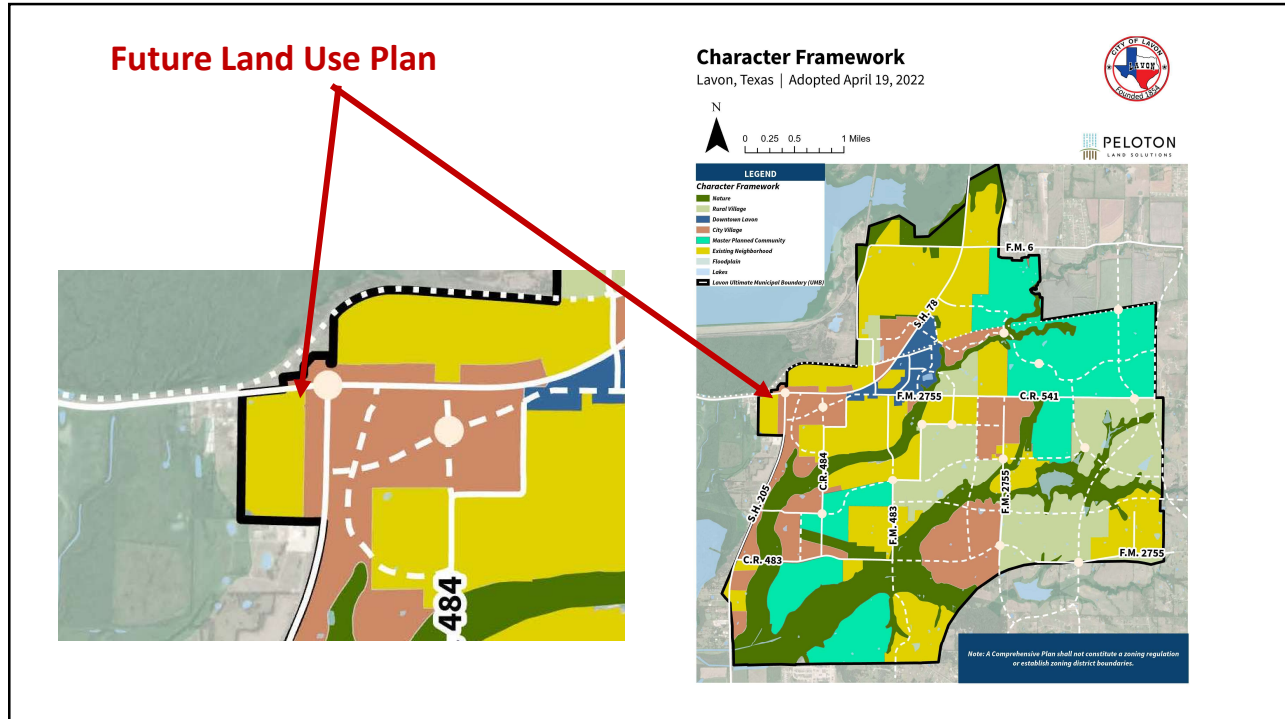 Future Land Use Plan
Character Framework
Lavon, Texas | Adopted April 19, 2022
CITY OF LAVON
LAVON
Founded 1854
N
0 0.25 0.5 1 Miles
PELOTON
LAND SOLUTIONS
LEGEND
Character Framework
Nature
Rural Village
Downtown Lavon
City Village
Master Planned Community
Existing Neighborhood
Floodplain
Lakes
Lavon Ultimate Municipal Boundary (UMB)
F.M. 6
S.H. 78
F.M. 2755
C.R. 541
C.R. 484
F.M. 2755
S.H. 205
F.M. 483
C.R. 483
F.M. 2755
484
Note: A Comprehensive Plan shall not constitute a zoning regulation
or establish zoning district boundaries.